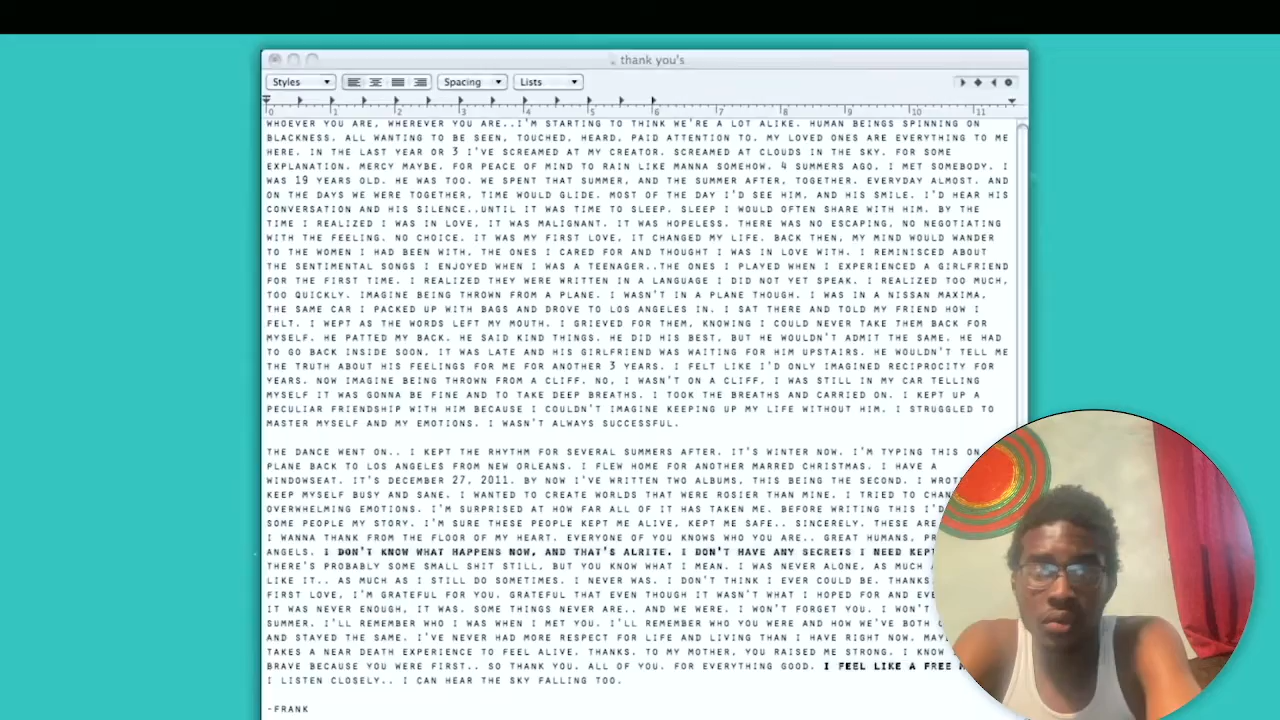 thank you's
Styles Spacing Lists
0 1 2 3 4 5 6 7 8 9 10 11
WHOEVER YOU ARE, WHEREVER YOU ARE..I'M STARTING TO THINK WE'RE A LOT ALIKE. HUMAN BEINGS SPINNING ON
BLACKNESS. ALL WANTING TO BE SEEN, TOUCHED, HEARD, PAID ATTENTION TO. MY LOVED ONES ARE EVERYTHING TO ME
HERE. IN THE LAST YEAR OR 3 I'VE SCREAMED AT MY CREATOR. SCREAMED AT CLOUDS IN THE SKY. FOR SOME
EXPLANATION. MERCY MAYBE. FOR PEACE OF MIND TO RAIN LIKE MANNA SOMEHOW. 4 SUMMERS AGO, I MET SOMEBODY. I
WAS 19 YEARS OLD. HE WAS TOO. WE SPENT THAT SUMMER, AND THE SUMMER AFTER, TOGETHER. EVERYDAY ALMOST. AND
ON THE DAYS WE WERE TOGETHER, TIME WOULD GLIDE. MOST OF THE DAY I'D SEE HIM, AND HIS SMILE. I'D HEAR HIS
CONVERSATION AND HIS SILENCE..UNTIL IT WAS TIME TO SLEEP. SLEEP I WOULD OFTEN SHARE WITH HIM. BY THE
TIME I REALIZED I WAS IN LOVE, IT WAS MALIGNANT. IT WAS HOPELESS. THERE WAS NO ESCAPING, NO NEGOTIATING
WITH THE FEELING. NO CHOICE. IT WAS MY FIRST LOVE, IT CHANGED MY LIFE. BACK THEN, MY MIND WOULD WANDER
TO THE WOMEN I HAD BEEN WITH, THE ONES I CARED FOR AND THOUGHT I WAS IN LOVE WITH. I REMINISCED ABOUT
THE SENTIMENTAL SONGS I ENJOYED WHEN I WAS A TEENAGER..THE ONES I PLAYED WHEN I EXPERIENCED A GIRLFRIEND
FOR THE FIRST TIME. I REALIZED THEY WERE WRITTEN IN A LANGUAGE I DID NOT YET SPEAK. I REALIZED TOO MUCH,
TOO QUICKLY. IMAGINE BEING THROWN FROM A PLANE. I WASN'T IN A PLANE THOUGH. I WAS IN A NISSAN MAXIMA,
THE SAME CAR I PACKED UP WITH BAGS AND DROVE TO LOS ANGELES IN. I SAT THERE AND TOLD MY FRIEND HOW I
FELT. I WEPT AS THE WORDS LEFT MY MOUTH. I GRIEVED FOR THEM, KNOWING I COULD NEVER TAKE THEM BACK FOR
MYSELF. HE PATTED MY BACK. HE SAID KIND THINGS. HE DID HIS BEST, BUT HE WOULDN'T ADMIT THE SAME. HE HAD
TO GO BACK INSIDE SOON. IT WAS LATE AND HIS GIRLFRIEND WAS WAITING FOR HIM UPSTAIRS. HE WOULDN'T TELL ME
THE TRUTH ABOUT HIS FEELINGS FOR ME FOR ANOTHER 3 YEARS. I FELT LIKE I'D ONLY IMAGINED RECIPROCITY FOR
YEARS. NOW IMAGINE BEING THROWN FROM A CLIFF. NO, I WASN'T ON A CLIFF. I WAS STILL IN MY CAR TELLING
MYSELF IT WAS GONNA BE FINE AND TO TAKE DEEP BREATHS. I TOOK THE BREATHS AND CARRIED ON. I KEPT UP A
PECULIAR FRIENDSHIP WITH HIM BECAUSE I COULDN'T IMAGINE KEEPING UP MY LIFE WITHOUT HIM. I STRUGGLED TO
MASTER MYSELF AND MY EMOTIONS. I WASN'T ALWAYS SUCCESSFUL.
THE DANCE WENT ON.. I KEPT THE RHYTHM FOR SEVERAL SUMMERS AFTER. IT'S WINTER NOW. I'M TYPING THIS ON
PLANE BACK TO LOS ANGELES FROM NEW ORLEANS. I FLEW HOME FOR ANOTHER MARRED CHRISTMAS. I HAVE A
WINDOWSEAT. IT'S DECEMBER 27, 2011. BY NOW I'VE WRITTEN TWO ALBUMS, THIS BEING THE SECOND. I WROTE
KEEP MYSELF BUSY AND SANE. I WANTED TO CREATE WORLDS THAT WERE ROSIER THAN MINE. I TRIED TO
OVERWHELMING EMOTIONS. I'M SURPRISED AT HOW FAR ALL OF IT HAS TAKEN ME. BEFORE WRITING THIS I'D
SOME PEOPLE MY STORY. I'M SURE THESE PEOPLE KEPT ME ALIVE, KEPT ME SAFE.. SINCERELY. THESE ARE
I WANNA THANK FROM THE FLOOR OF MY HEART. EVERYONE OF YOU KNOWS WHO YOU ARE.. GREAT HUMANS,
ANGELS. I DON'T KNOW WHAT HAPPENS NOW, AND THAT'S ALRITE. I DON'T HAVE ANY SECRETS I NEED KEPT
THERE'S PROBABLY SOME SMALL SHIT STILL, BUT YOU KNOW WHAT I MEAN. I WAS NEVER ALONE, AS MUCH
LIKE IT.. AS MUCH AS I STILL DO SOMETIMES. I NEVER WAS. I DON'T THINK I EVER COULD BE. THANKS.
FIRST LOVE, I'M GRATEFUL FOR YOU. GRATEFUL THAT EVEN THOUGH IT WASN'T WHAT I HOPED FOR AND
IT WAS NEVER ENOUGH, IT WAS. SOME THINGS NEVER ARE.. AND WE WERE. I WON'T FORGET YOU. I WON'T
SUMMER. I'LL REMEMBER WHO I WAS WHEN I MET YOU. I'LL REMEMBER WHO YOU WERE AND HOW WE'VE BOTH
AND STAYED THE SAME. I'VE NEVER HAD MORE RESPECT FOR LIFE AND LIVING THAN I HAVE RIGHT NOW.
TAKES A NEAR DEATH EXPERIENCE TO FEEL ALIVE. THANKS. TO MY MOTHER, YOU RAISED ME STRONG. I KNOW
BRAVE BECAUSE YOU WERE FIRST.. SO THANK YOU. ALL OF YOU. FOR EVERYTHING GOOD. I FEEL LIKE A FREE
I LISTEN CLOSELY.. I CAN HEAR THE SKY FALLING TOO.
-FRANK